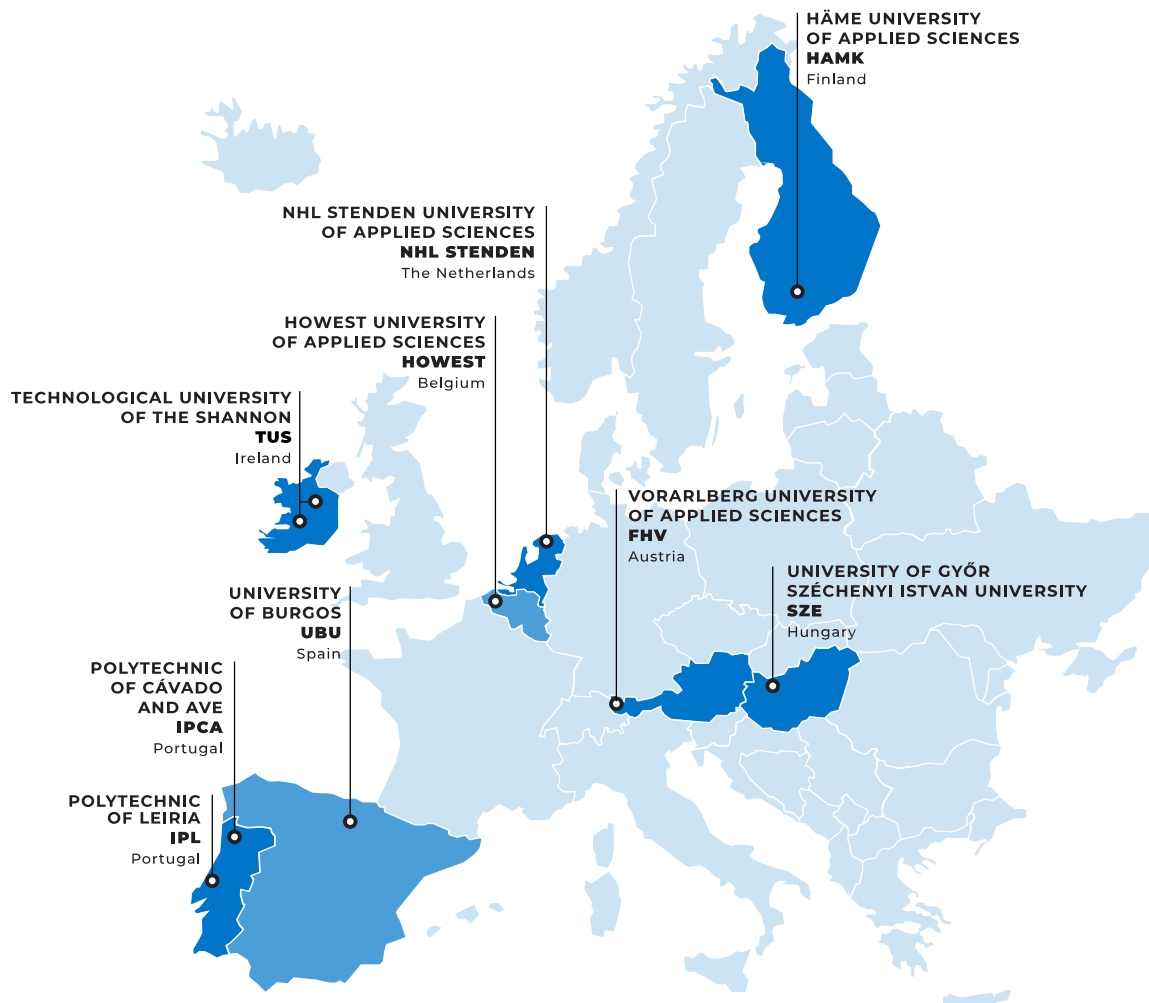 HÄME UNIVERSITY
OF APPLIED SCIENCES
HAMK
Finland
NHL STENDEN UNIVERSITY
OF APPLIED SCIENCES
NHL STENDEN
The Netherlands
HOWEST UNIVERSITY
OF APPLIED SCIENCES
HOWEST
Belgium
TECHNOLOGICAL UNIVERSITY
OF THE SHANNON
TUS
Ireland
VORARLBERG UNIVERSITY
OF APPLIED SCIENCES
FHV
Austria
UNIVERSITY OF GYŐR
SZÉCHENYI ISTVAN UNIVERSITY
SZE
Hungary
UNIVERSITY
OF BURGOS
UBU
Spain
POLYTECHNIC
OF CÁVADO
AND AVE
IPCA
Portugal
POLYTECHNIC
OF LEIRIA
IPL
Portugal